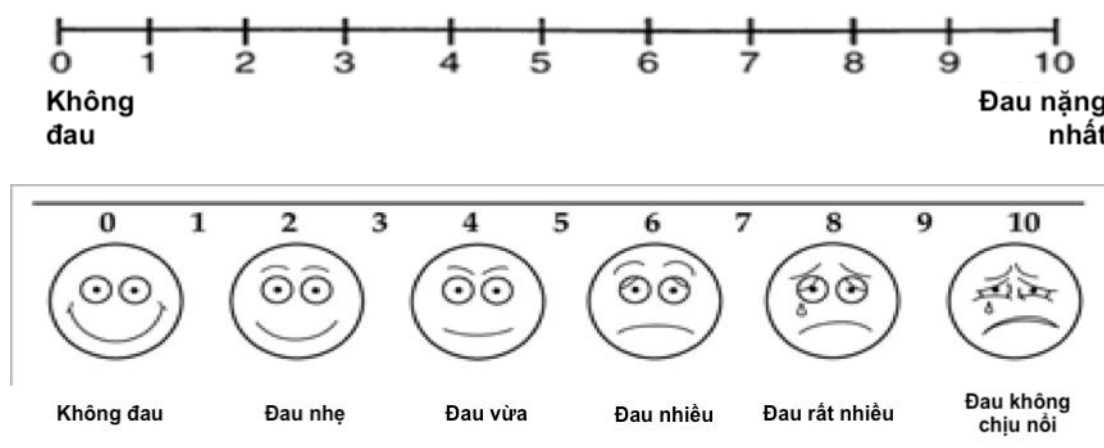 0 1 2 3 4 5 6 7 8 9 10
Không Đau nặng
đau nhất
0 1 2 3 4 5 6 7 8 9 10
Không đau Đau nhẹ Đau vừa Đau nhiều Đau rất nhiều Đau không
chịu nổi